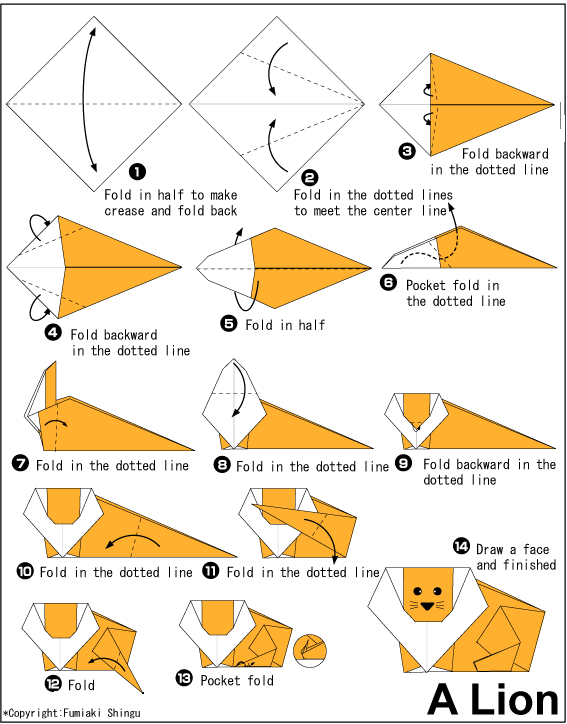 1
Fold in half to make
crease and fold back
2
Fold in the dotted lines
to meet the center line
3 Fold backward
in the dotted line
4 Fold backward
in the dotted line
5 Fold in half
6 Pocket fold in
the dotted line
7 Fold in the dotted line
8 Fold in the dotted line
9 Fold backward in the
dotted line
10 Fold in the dotted line
11 Fold in the dotted line
12 Fold
13 Pocket fold
14 Draw a face
and finished
*Copyright:Fumiaki Shingu
A Lion